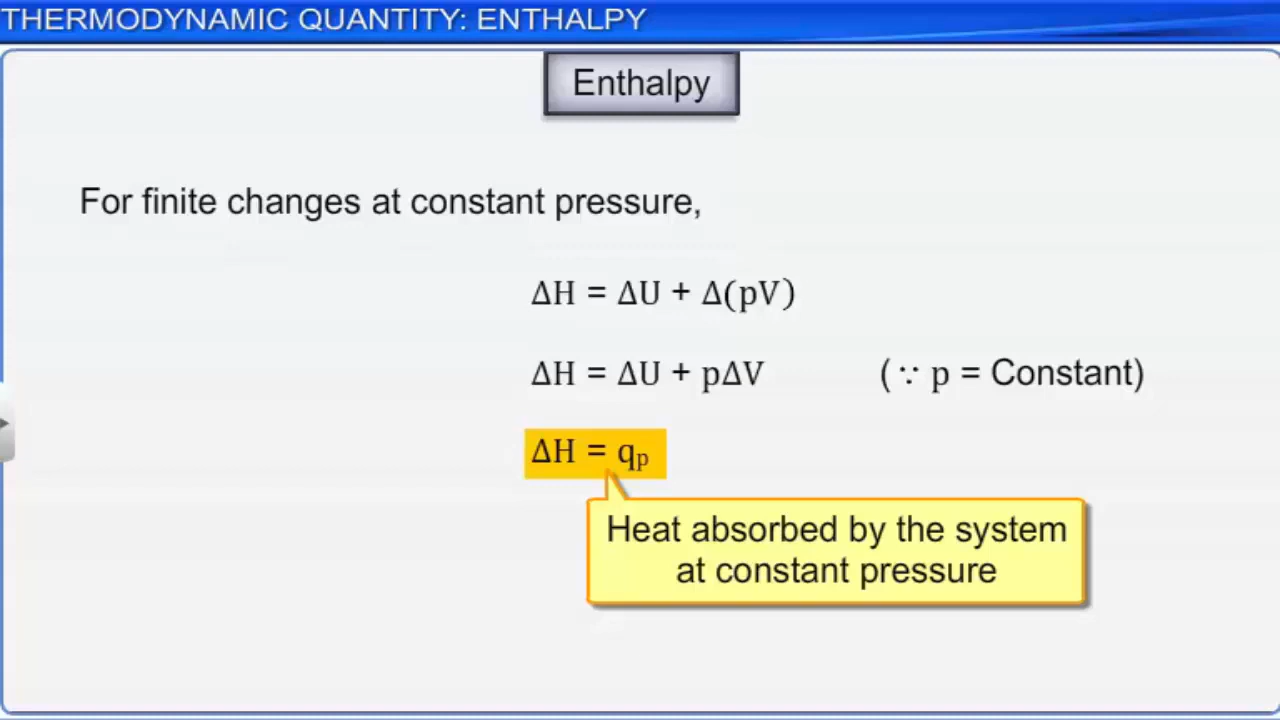 THERMODYNAMIC QUANTITY: ENTHALPY
Enthalpy
For finite changes at constant pressure,
ΔH = ΔU + Δ(pV)
ΔH = ΔU + pΔV (∵ p = Constant)
ΔH = qₚ
Heat absorbed by the system
at constant pressure